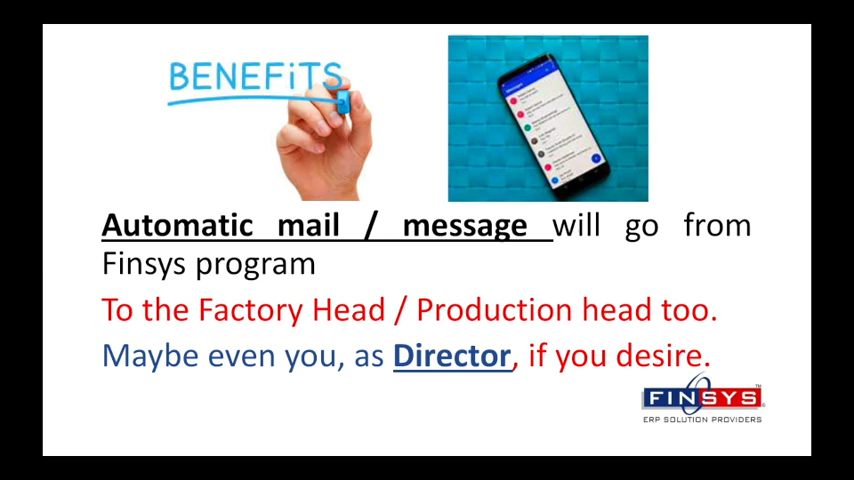 BENEFiTS
Automatic mail / message will go from
Finsys program
To the Factory Head / Production head too.
Maybe even you, as Director, if you desire.
FINSYS™
ERP SOLUTION PROVIDERS